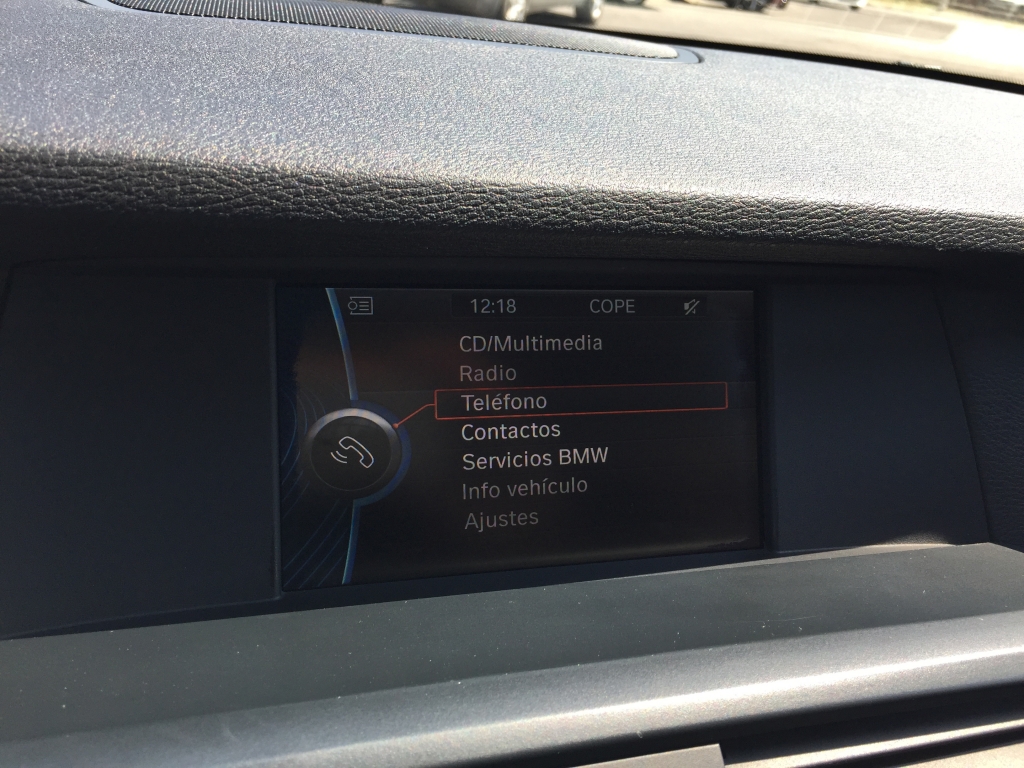 12:18 COPE
CD/Multimedia
Radio
Teléfono
Contactos
Servicios BMW
Info vehículo
Ajustes